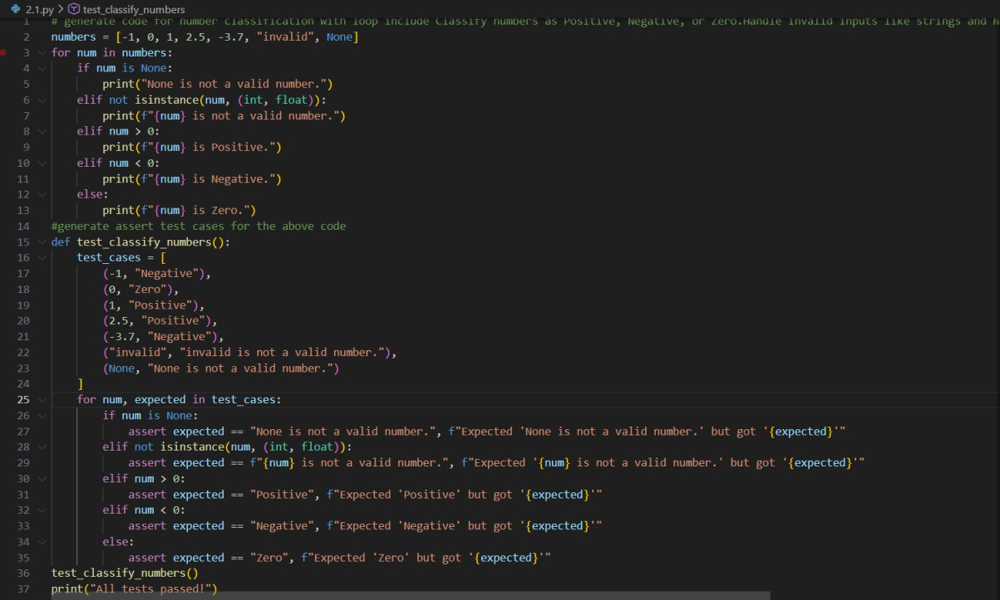 2.1.py > test_classify_numbers
1 # generate code for number classification with loop include Classify numbers as Positive, Negative, or Zero.Handle invalid inputs like strings and N
2 numbers = [-1, 0, 1, 2.5, -3.7, "invalid", None]
3 for num in numbers:
4     if num is None:
5         print("None is not a valid number.")
6     elif not isinstance(num, (int, float)):
7         print(f"{num} is not a valid number.")
8     elif num > 0:
9         print(f"{num} is Positive.")
10     elif num < 0:
11         print(f"{num} is Negative.")
12     else:
13         print(f"{num} is Zero.")
14 #generate assert test cases for the above code
15 def test_classify_numbers():
16     test_cases = [
17         (-1, "Negative"),
18         (0, "Zero"),
19         (1, "Positive"),
20         (2.5, "Positive"),
21         (-3.7, "Negative"),
22         ("invalid", "invalid is not a valid number."),
23         (None, "None is not a valid number.")
24     ]
25     for num, expected in test_cases:
26         if num is None:
27             assert expected == "None is not a valid number.", f"Expected 'None is not a valid number.' but got '{expected}'"
28         elif not isinstance(num, (int, float)):
29             assert expected == f"{num} is not a valid number.", f"Expected '{num} is not a valid number.' but got '{expected}'"
30         elif num > 0:
31             assert expected == "Positive", f"Expected 'Positive' but got '{expected}'"
32         elif num < 0:
33             assert expected == "Negative", f"Expected 'Negative' but got '{expected}'"
34         else:
35             assert expected == "Zero", f"Expected 'Zero' but got '{expected}'"
36 test_classify_numbers()
37 print("All tests passed!")